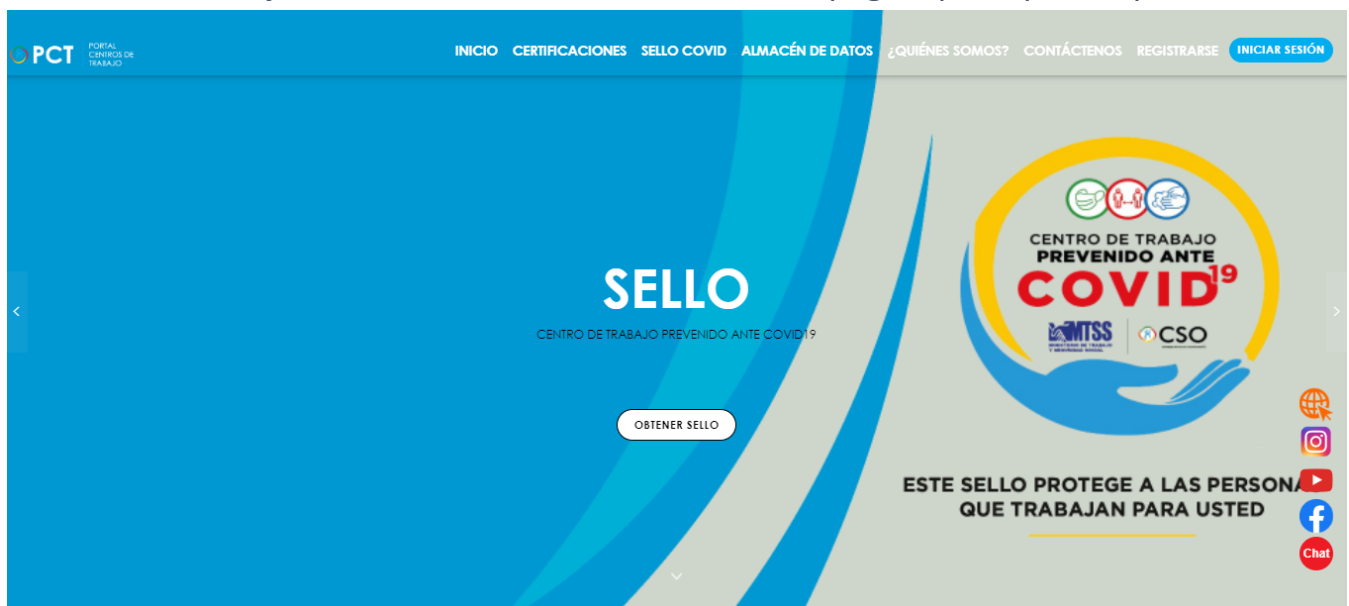 PCT
PORTAL
CENTROS DE
TRABAJO
INICIO CERTIFICACIONES SELLO COVID ALMACÉN DE DATOS ¿QUIÉNES SOMOS? CONTÁCTENOS REGISTRARSE INICIAR SESIÓN
SELLO
CENTRO DE TRABAJO PREVENIDO ANTE COVID19
OBTENER SELLO
CENTRO DE TRABAJO
PREVENIDO ANTE
COVID19
MTSS
CSO
ESTE SELLO PROTEGE A LAS PERSONA
QUE TRABAJAN PARA USTED
Chat